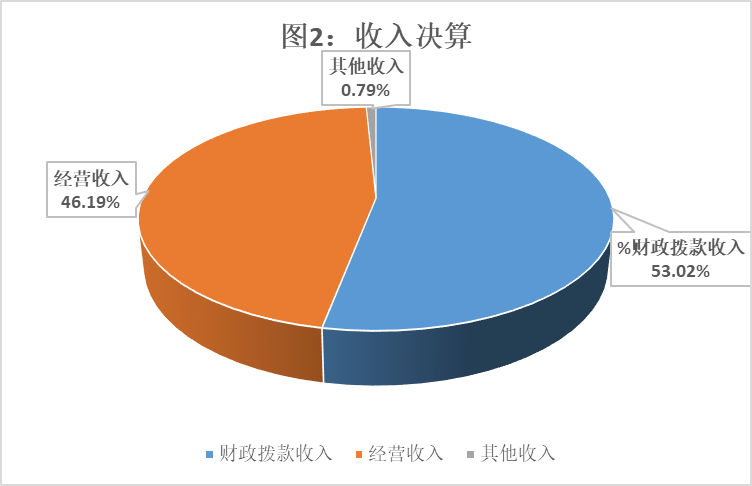 图2：收入决算
其他收入
0.79%
经营收入
46.19%
%财政拨款收入
53.02%
财政拨款收入
经营收入
其他收入